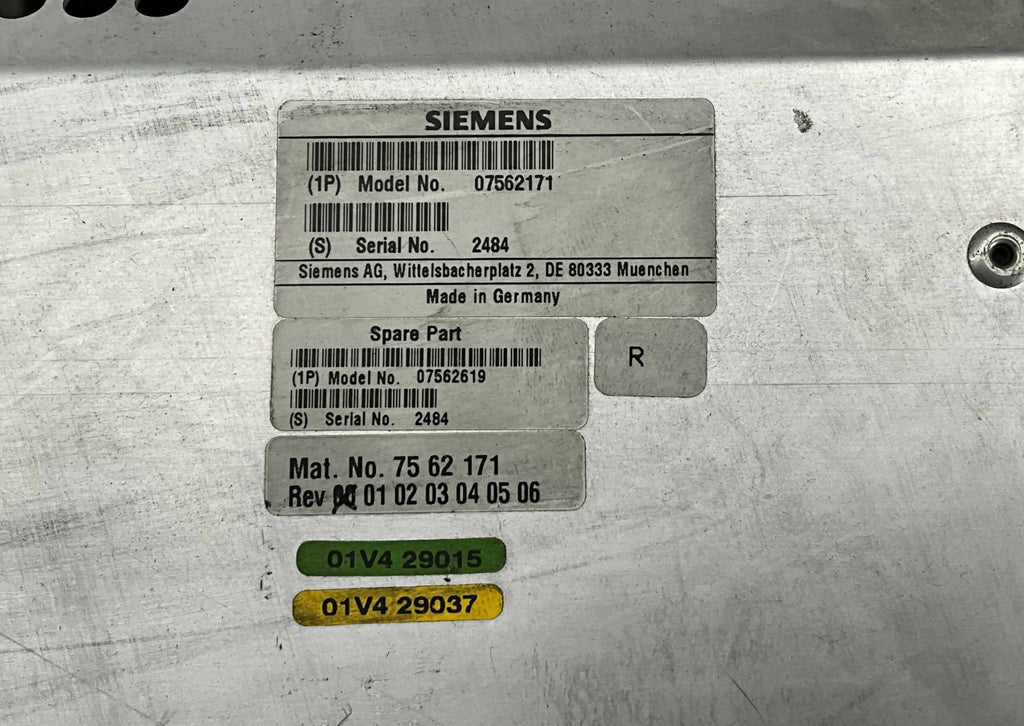 SIEMENS
(1P) Model No. 07562171
(S) Serial No. 2484
Siemens AG, Wittelsbacherplatz 2, DE 80333 Muenchen
Made in Germany
Spare Part
(1P) Model No. 07562619
(S) Serial No. 2484
R
Mat. No. 75 62 171
Rev 01 02 03 04 05 06
01V4 29015
01V4 29037